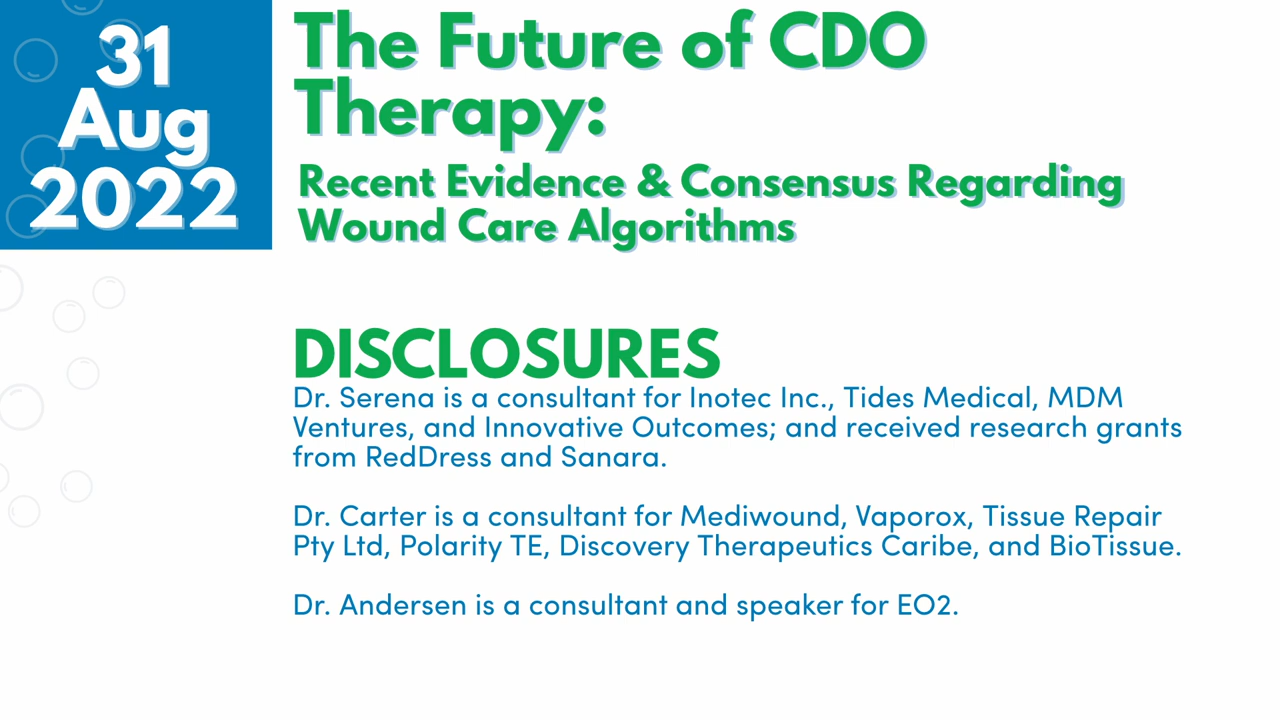 31
Aug
2022
The Future of CDO
Therapy:
Recent Evidence & Consensus Regarding
Wound Care Algorithms
DISCLOSURES
Dr. Serena is a consultant for Inotec Inc., Tides Medical, MDM
Ventures, and Innovative Outcomes; and received research grants
from RedDress and Sanara.
Dr. Carter is a consultant for Mediwound, Vaporox, Tissue Repair
Pty Ltd, Polarity TE, Discovery Therapeutics Caribe, and BioTissue.
Dr. Andersen is a consultant and speaker for EO2.